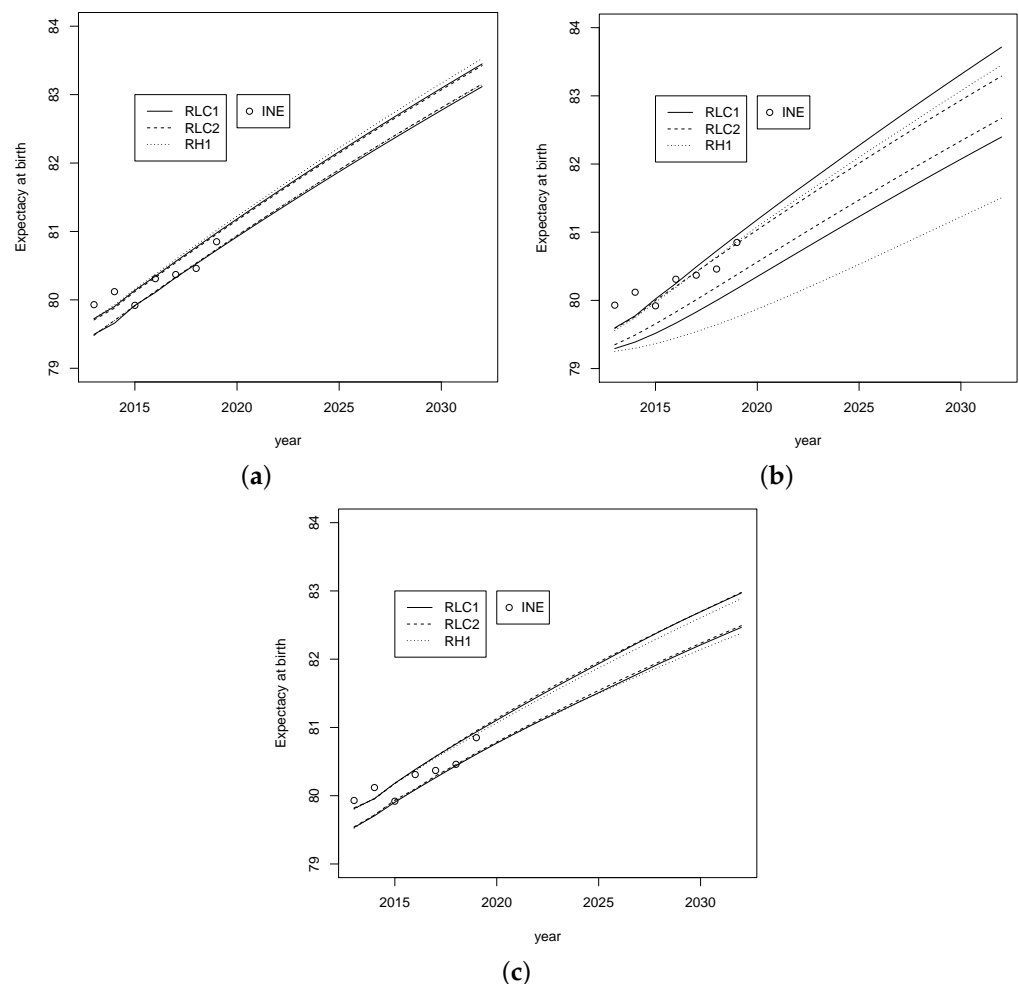 84
83
82
81
80
79
Expectacy at birth
RLC1
RLC2
RH1
INE
2015 2020 2025 2030
year
(a)
84
83
82
81
80
79
Expectacy at birth
RLC1
RLC2
RH1
INE
2015 2020 2025 2030
year
(b)
84
83
82
81
80
79
Expectacy at birth
RLC1
RLC2
RH1
INE
2015 2020 2025 2030
year
(c)